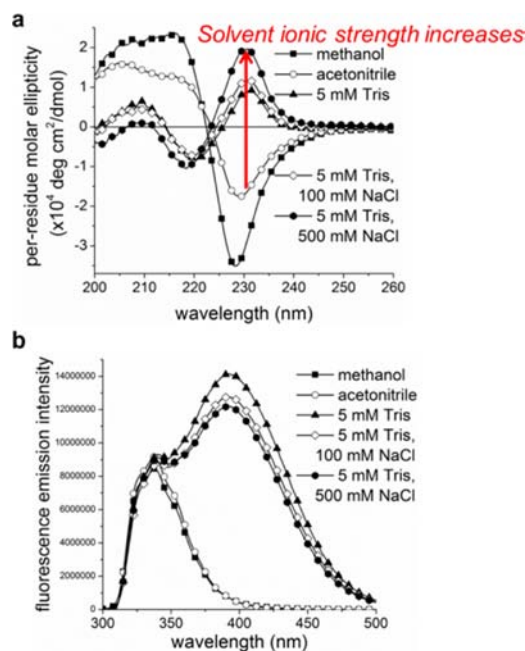 a
Solvent ionic strength increases
2
1
0
-1
-2
-3
per-residue molar ellipticity
(x10⁴ deg cm²/dmol)
methanol
acetonitrile
5 mM Tris
5 mM Tris,
100 mM NaCl
5 mM Tris,
500 mM NaCl
200 210 220 230 240 250 260
wavelength (nm)
b
14000000
12000000
10000000
8000000
6000000
4000000
2000000
0
fluorescence emission intensity
methanol
acetonitrile
5 mM Tris
5 mM Tris,
100 mM NaCl
5 mM Tris,
500 mM NaCl
300 350 400 450 500
wavelength (nm)